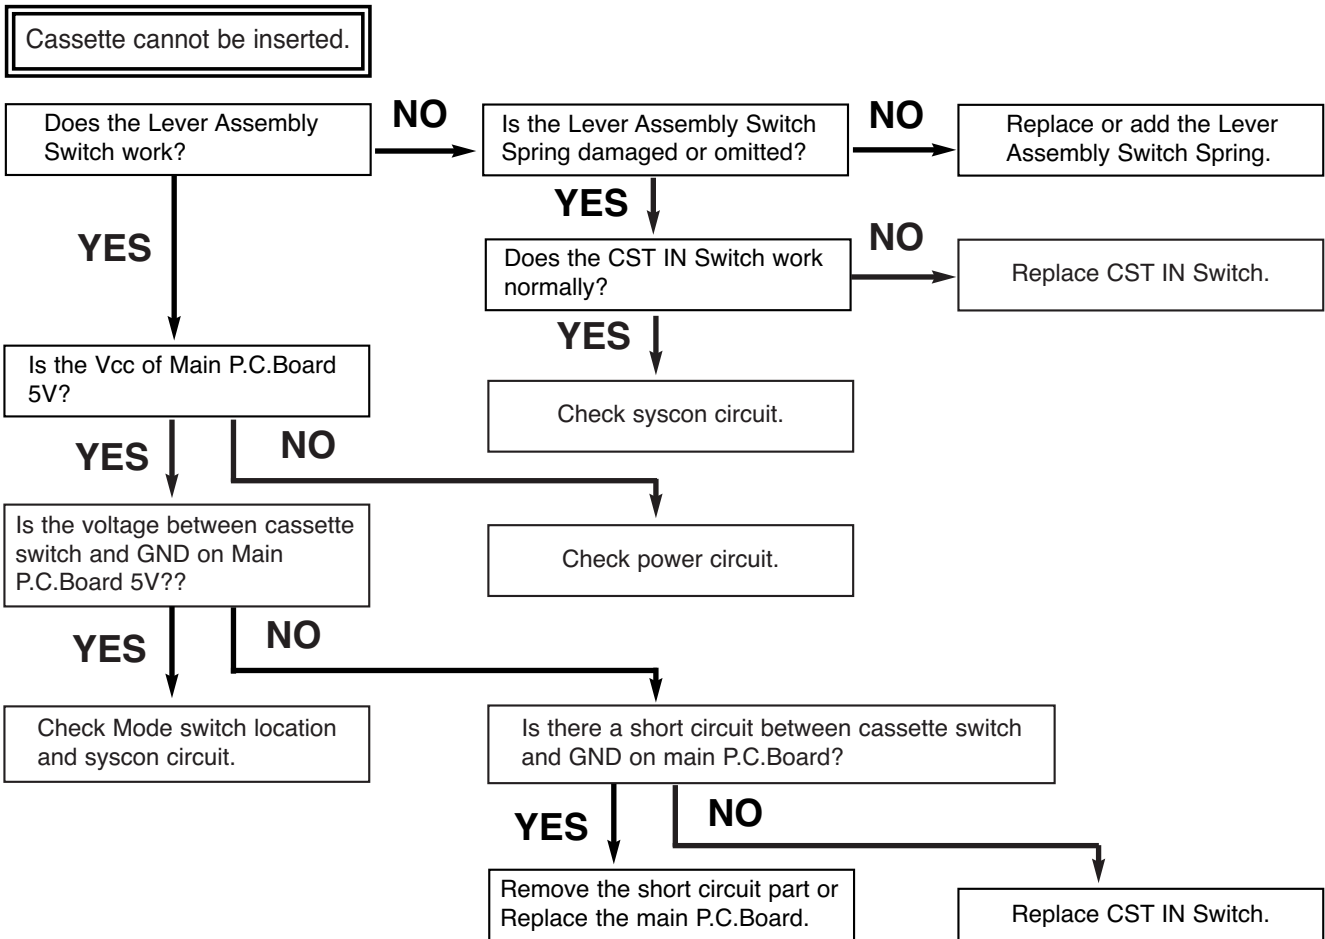 Cassette cannot be inserted.
Does the Lever Assembly
Switch work?
NO
Is the Lever Assembly Switch
Spring damaged or omitted?
NO
Replace or add the Lever
Assembly Switch Spring.
YES
YES
Does the CST IN Switch work
normally?
NO
Replace CST IN Switch.
YES
Is the Vcc of Main P.C.Board
5V?
Check syscon circuit.
YES
NO
Is the voltage between cassette
switch and GND on Main
P.C.Board 5V??
Check power circuit.
YES
NO
Check Mode switch location
and syscon circuit.
Is there a short circuit between cassette switch
and GND on main P.C.Board?
YES
NO
Remove the short circuit part or
Replace the main P.C.Board.
Replace CST IN Switch.